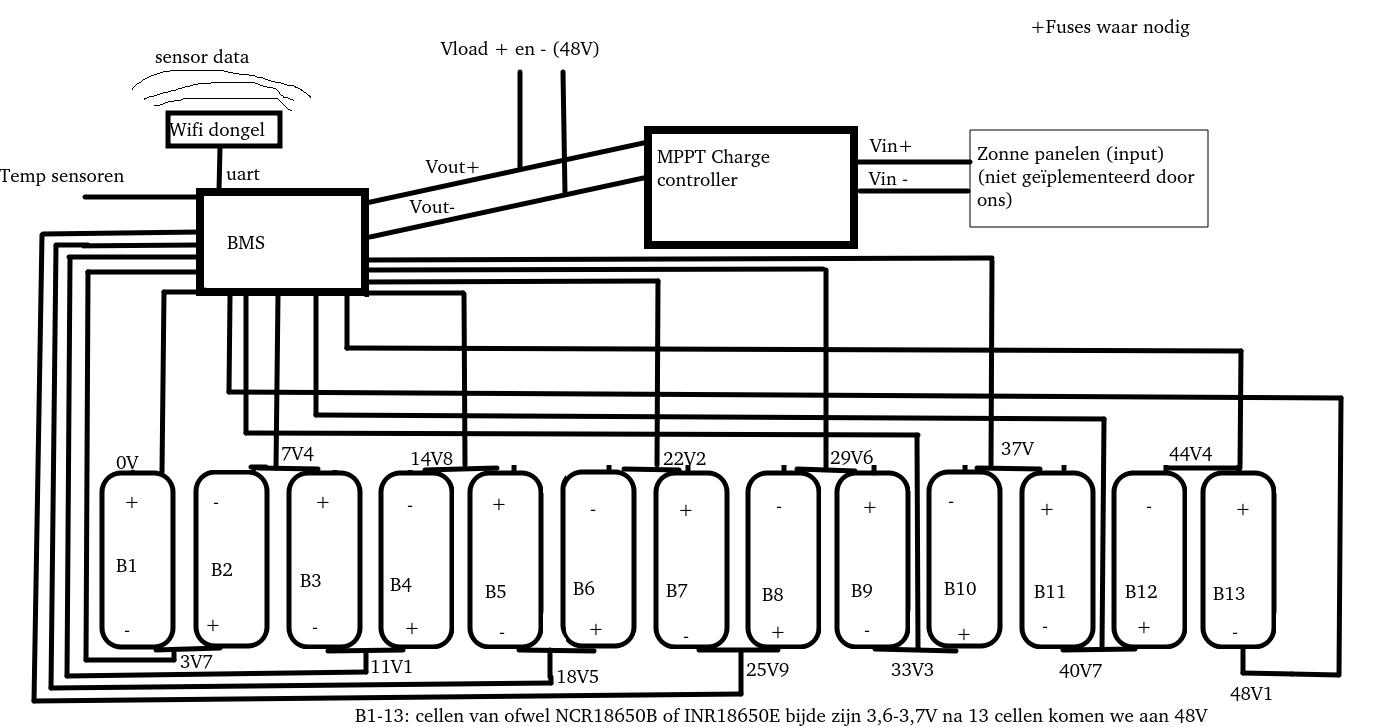 +Fuses waar nodig
Vload + en - (48V)
sensor data
Wifi dongel
uart
Temp sensoren
BMS
Vout+
Vout-
MPPT Charge
controller
Vin+
Vin -
Zonne panelen (input)
(niet geïplementeerd door
ons)
0V
7V4
14V8
22V2
29V6
37V
44V4
+
B1
-
-
B2
+
+
B3
-
-
B4
+
+
B5
-
-
B6
+
+
B7
-
-
B8
+
+
B9
-
-
B10
+
+
B11
-
-
B12
+
+
B13
-
3V7
11V1
18V5
25V9
33V3
40V7
48V1
B1-13: cellen van ofwel NCR18650B of INR18650E bijde zijn 3,6-3,7V na 13 cellen komen we aan 48V